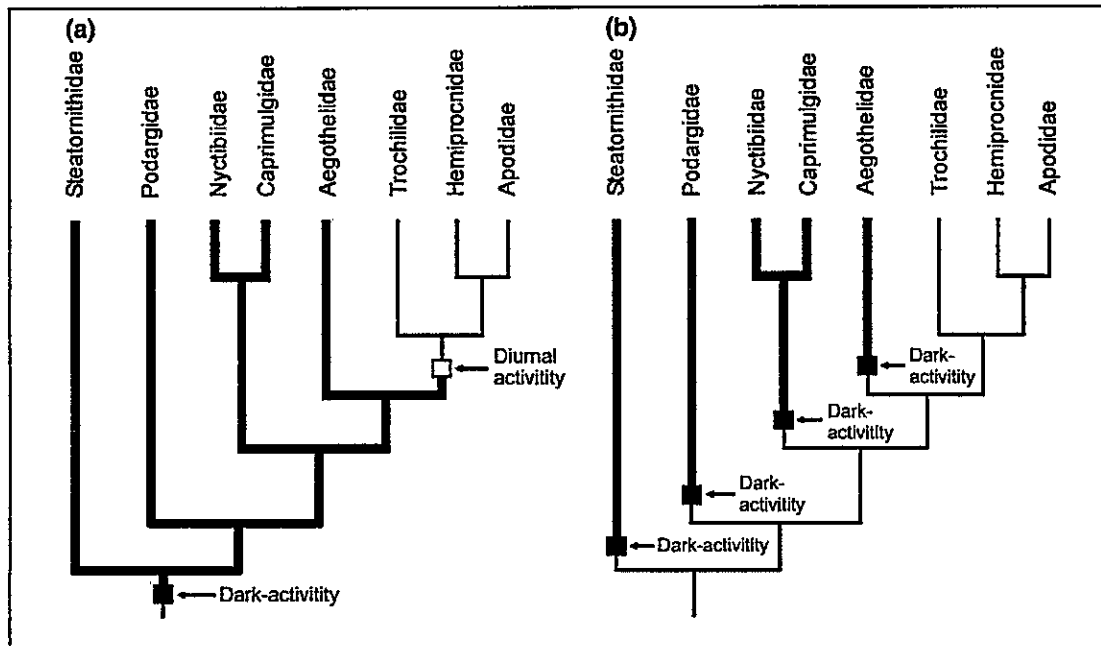 (a)
Steatornithidae
Podargidae
Nyctibiidae
Caprimulgidae
Aegothelidae
Trochilidae
Hemiprocnidae
Apodidae
Diurnal
activitity
Dark-activitity
(b)
Steatornithidae
Podargidae
Nyctibiidae
Caprimulgidae
Aegothelidae
Trochilidae
Hemiprocnidae
Apodidae
Dark-
activitity
Dark-
activitity
Dark-
activitity
Dark-activitity